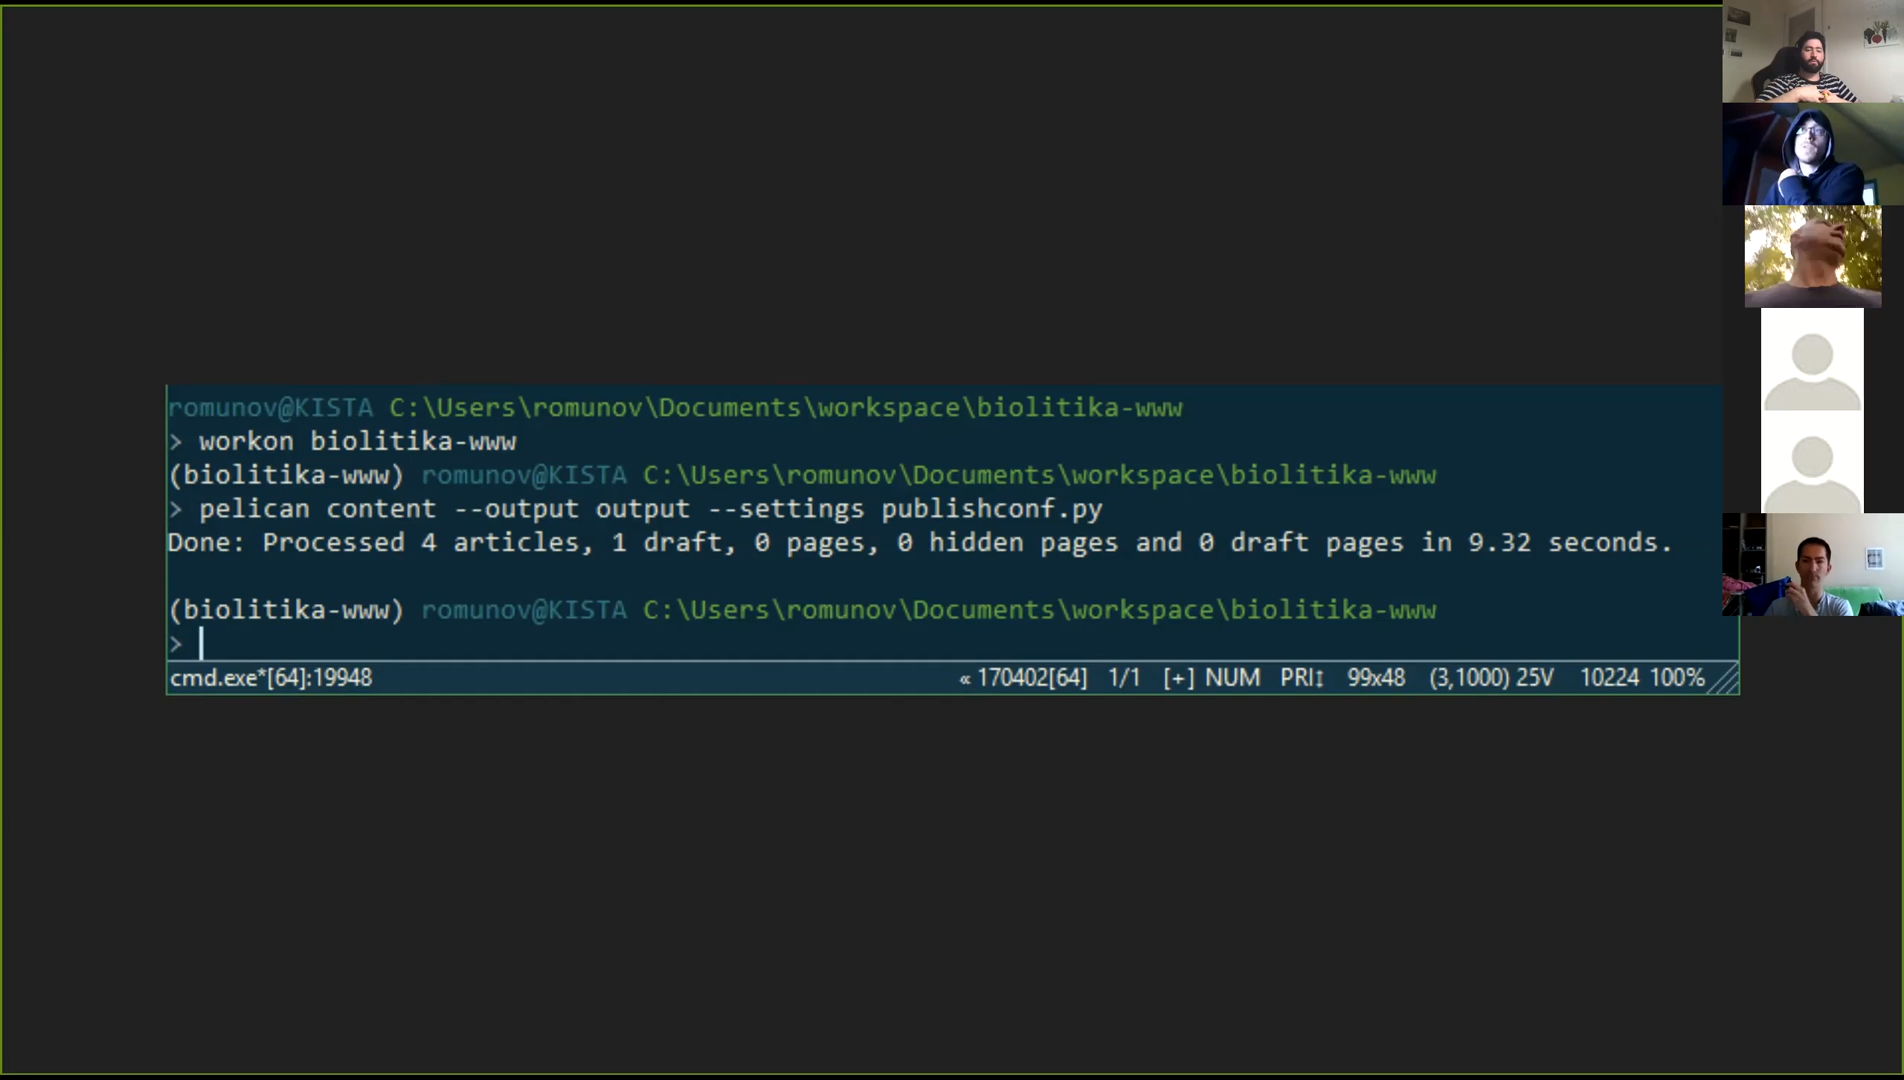 romunov@KISTA C:\Users\romunov\Documents\workspace\biolitika-www
> workon biolitika-www
(biolitika-www) romunov@KISTA C:\Users\romunov\Documents\workspace\biolitika-www
> pelican content --output output --settings publishconf.py
Done: Processed 4 articles, 1 draft, 0 pages, 0 hidden pages and 0 draft pages in 9.32 seconds.
(biolitika-www) romunov@KISTA C:\Users\romunov\Documents\workspace\biolitika-www
>
cmd.exe*[64]:19948 « 170402[64] 1/1 [+] NUM PRI↕ 99x48 (3,1000) 25V 10224 100%